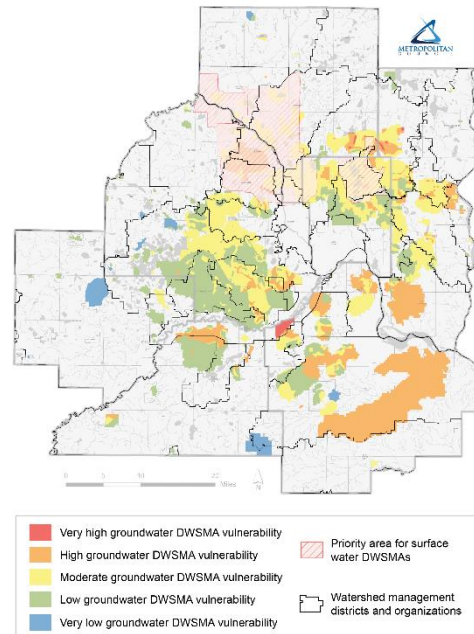 METROPOLITAN
COUNCIL
0 5 10 20
Miles
N
Very high groundwater DWSMA vulnerability
High groundwater DWSMA vulnerability
Moderate groundwater DWSMA vulnerability
Low groundwater DWSMA vulnerability
Very low groundwater DWSMA vulnerability
Priority area for surface
water DWSMAs
Watershed management
districts and organizations